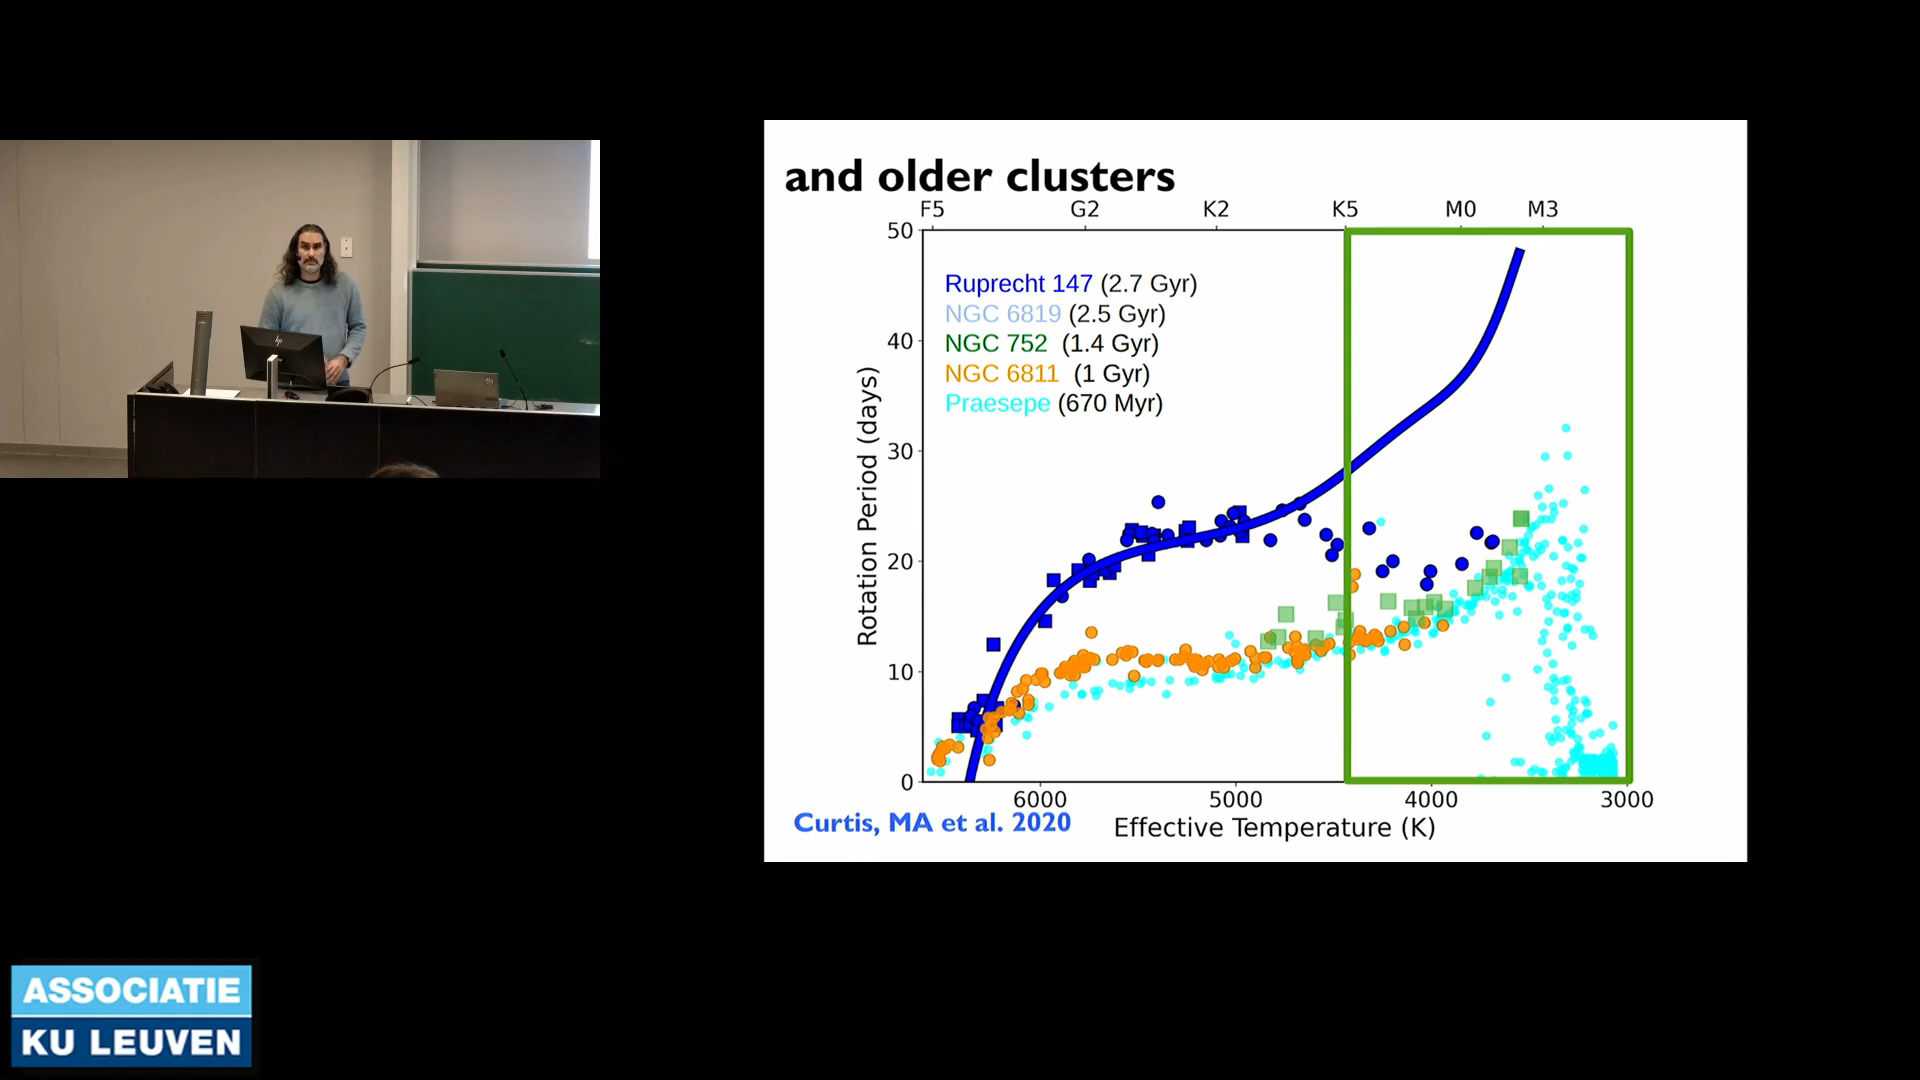 and older clusters
F5 G2 K2 K5 M0 M3
50
40
30
20
10
0
Rotation Period (days)
Ruprecht 147 (2.7 Gyr)
NGC 6819 (2.5 Gyr)
NGC 752 (1.4 Gyr)
NGC 6811 (1 Gyr)
Praesepe (670 Myr)
6000 5000 4000 3000
Curtis, MA et al. 2020
Effective Temperature (K)
hp
ASSOCIATIE
KU LEUVEN